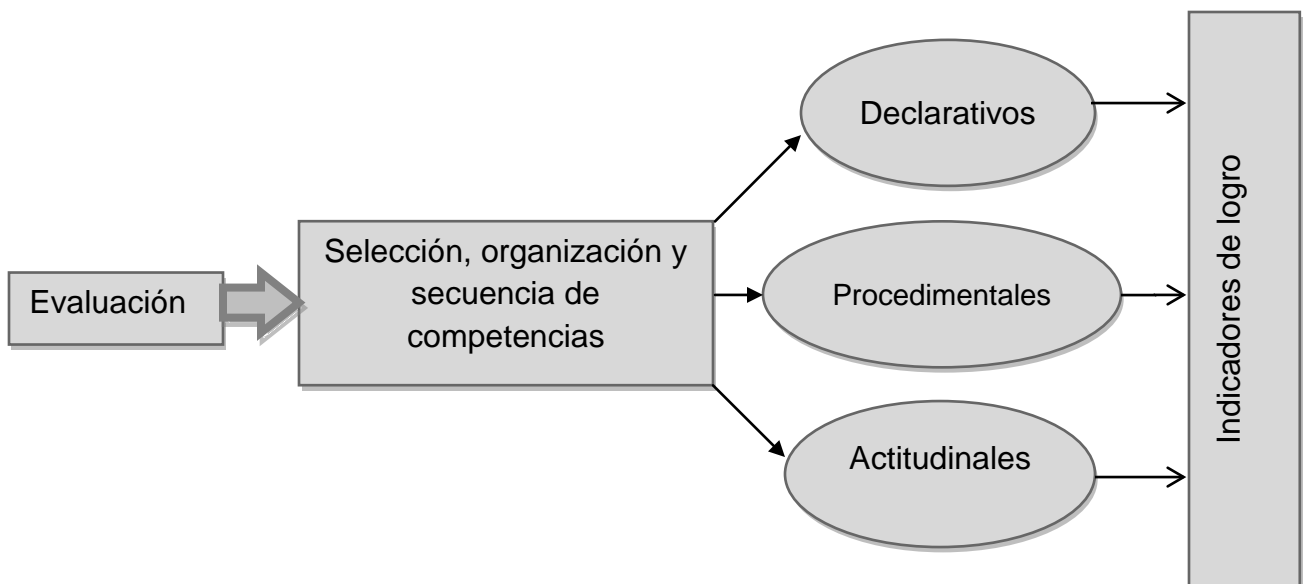 Evaluación
Selección, organización y
secuencia de
competencias
Declarativos
Procedimentales
Actitudinales
Indicadores de logro